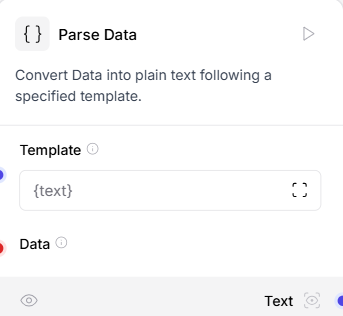 { } Parse Data
Convert Data into plain text following a
specified template.
Template
{text}
Data
Text